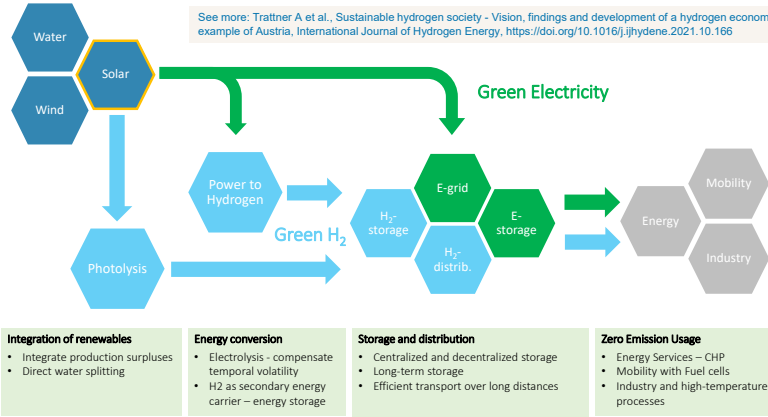 See more: Trattner A et al., Sustainable hydrogen society - Vision, findings and development of a hydrogen econom
example of Austria, International Journal of Hydrogen Energy, https://doi.org/10.1016/j.ijhydene.2021.10.166
Water
Solar
Wind
Green Electricity
Power to
Hydrogen
Green H₂
Photolysis
E-grid
H₂-
storage
E-
storage
H₂-
distrib.
Mobility
Energy
Industry
Integration of renewables
• Integrate production surpluses
• Direct water splitting
Energy conversion
• Electrolysis - compensate
temporal volatility
• H2 as secondary energy
carrier – energy storage
Storage and distribution
• Centralized and decentralized storage
• Long-term storage
• Efficient transport over long distances
Zero Emission Usage
• Energy Services – CHP
• Mobility with Fuel cells
• Industry and high-temperature
processes